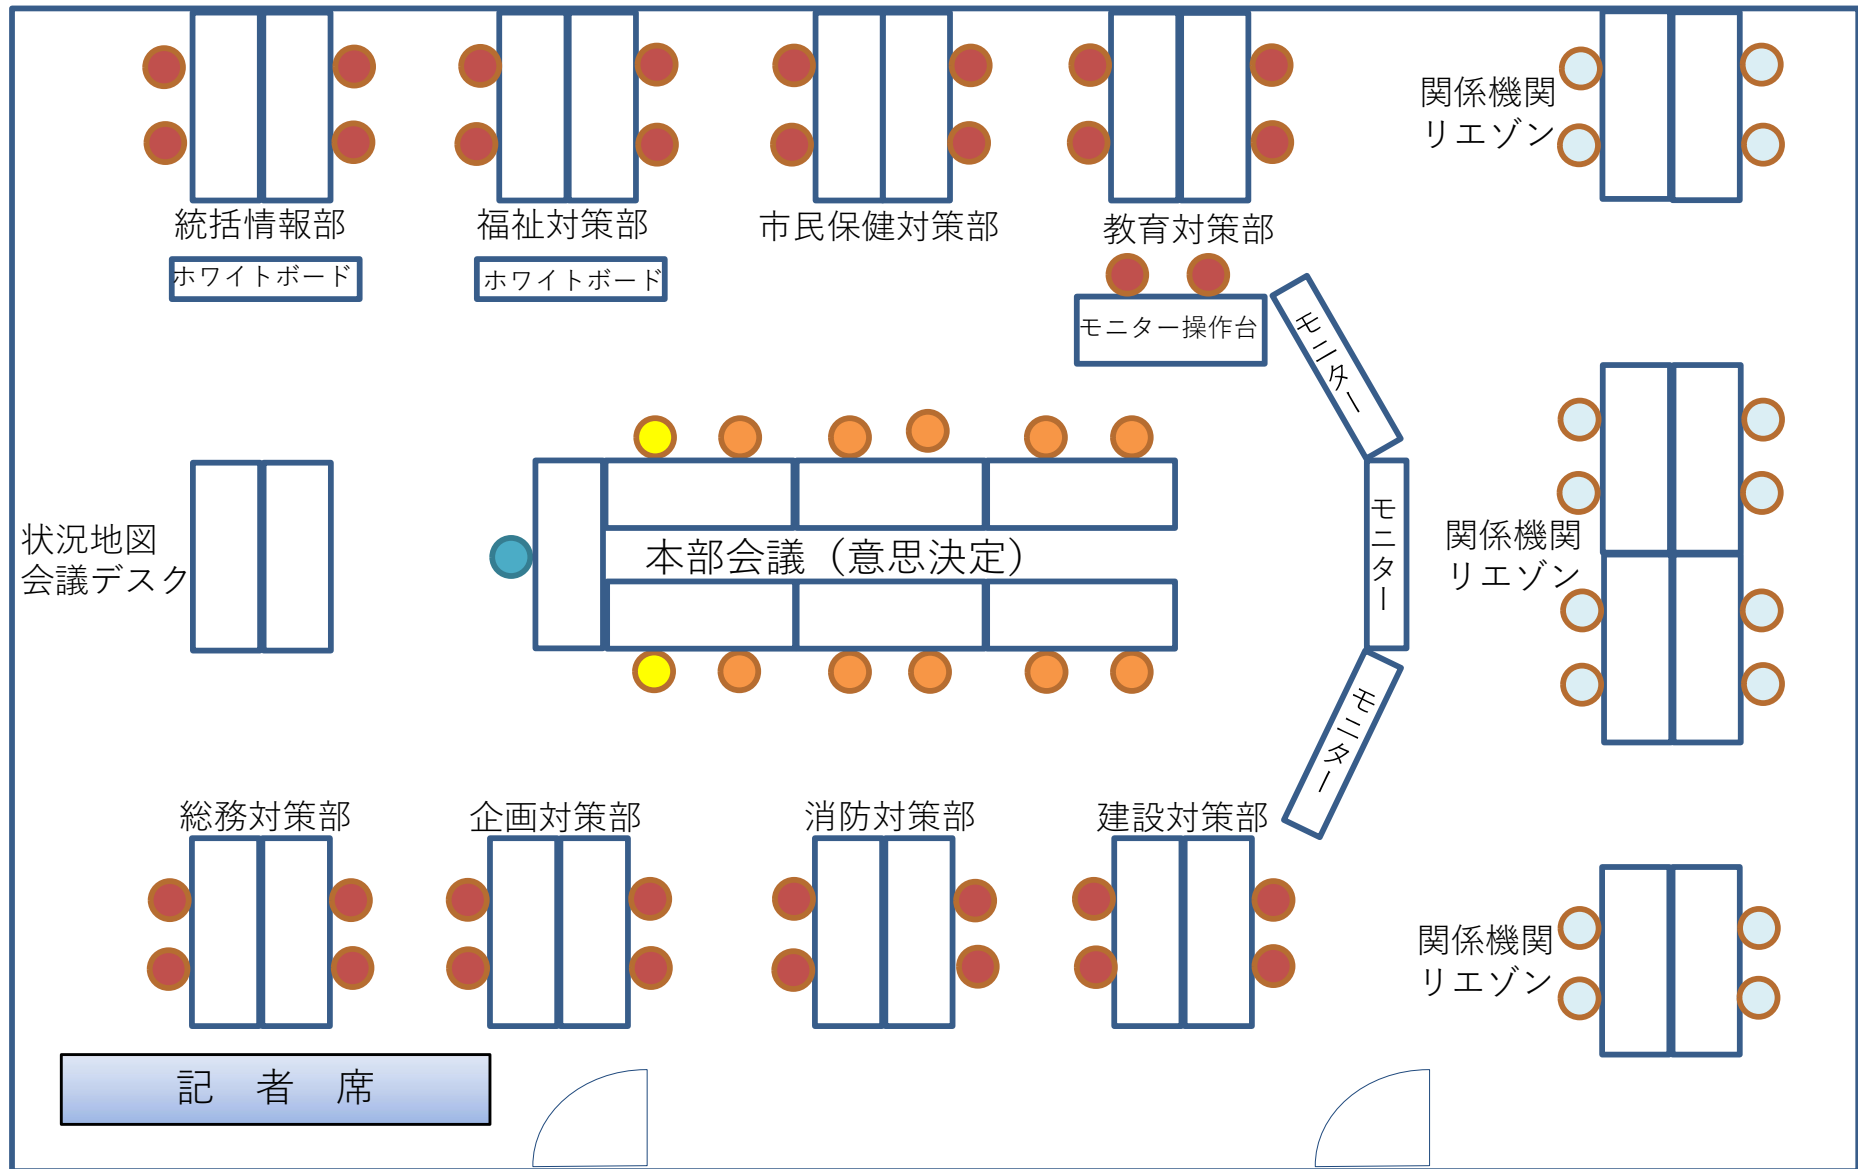 関係機関
リエゾン
統括情報部
福祉対策部
市民保健対策部
教育対策部
ホワイトボード
ホワイトボード
モニター操作台
モニター
状況地図
会議デスク
本部会議（意思決定）
モニター
関係機関
リエゾン
モニター
総務対策部
企画対策部
消防対策部
建設対策部
関係機関
リエゾン
記　者　席